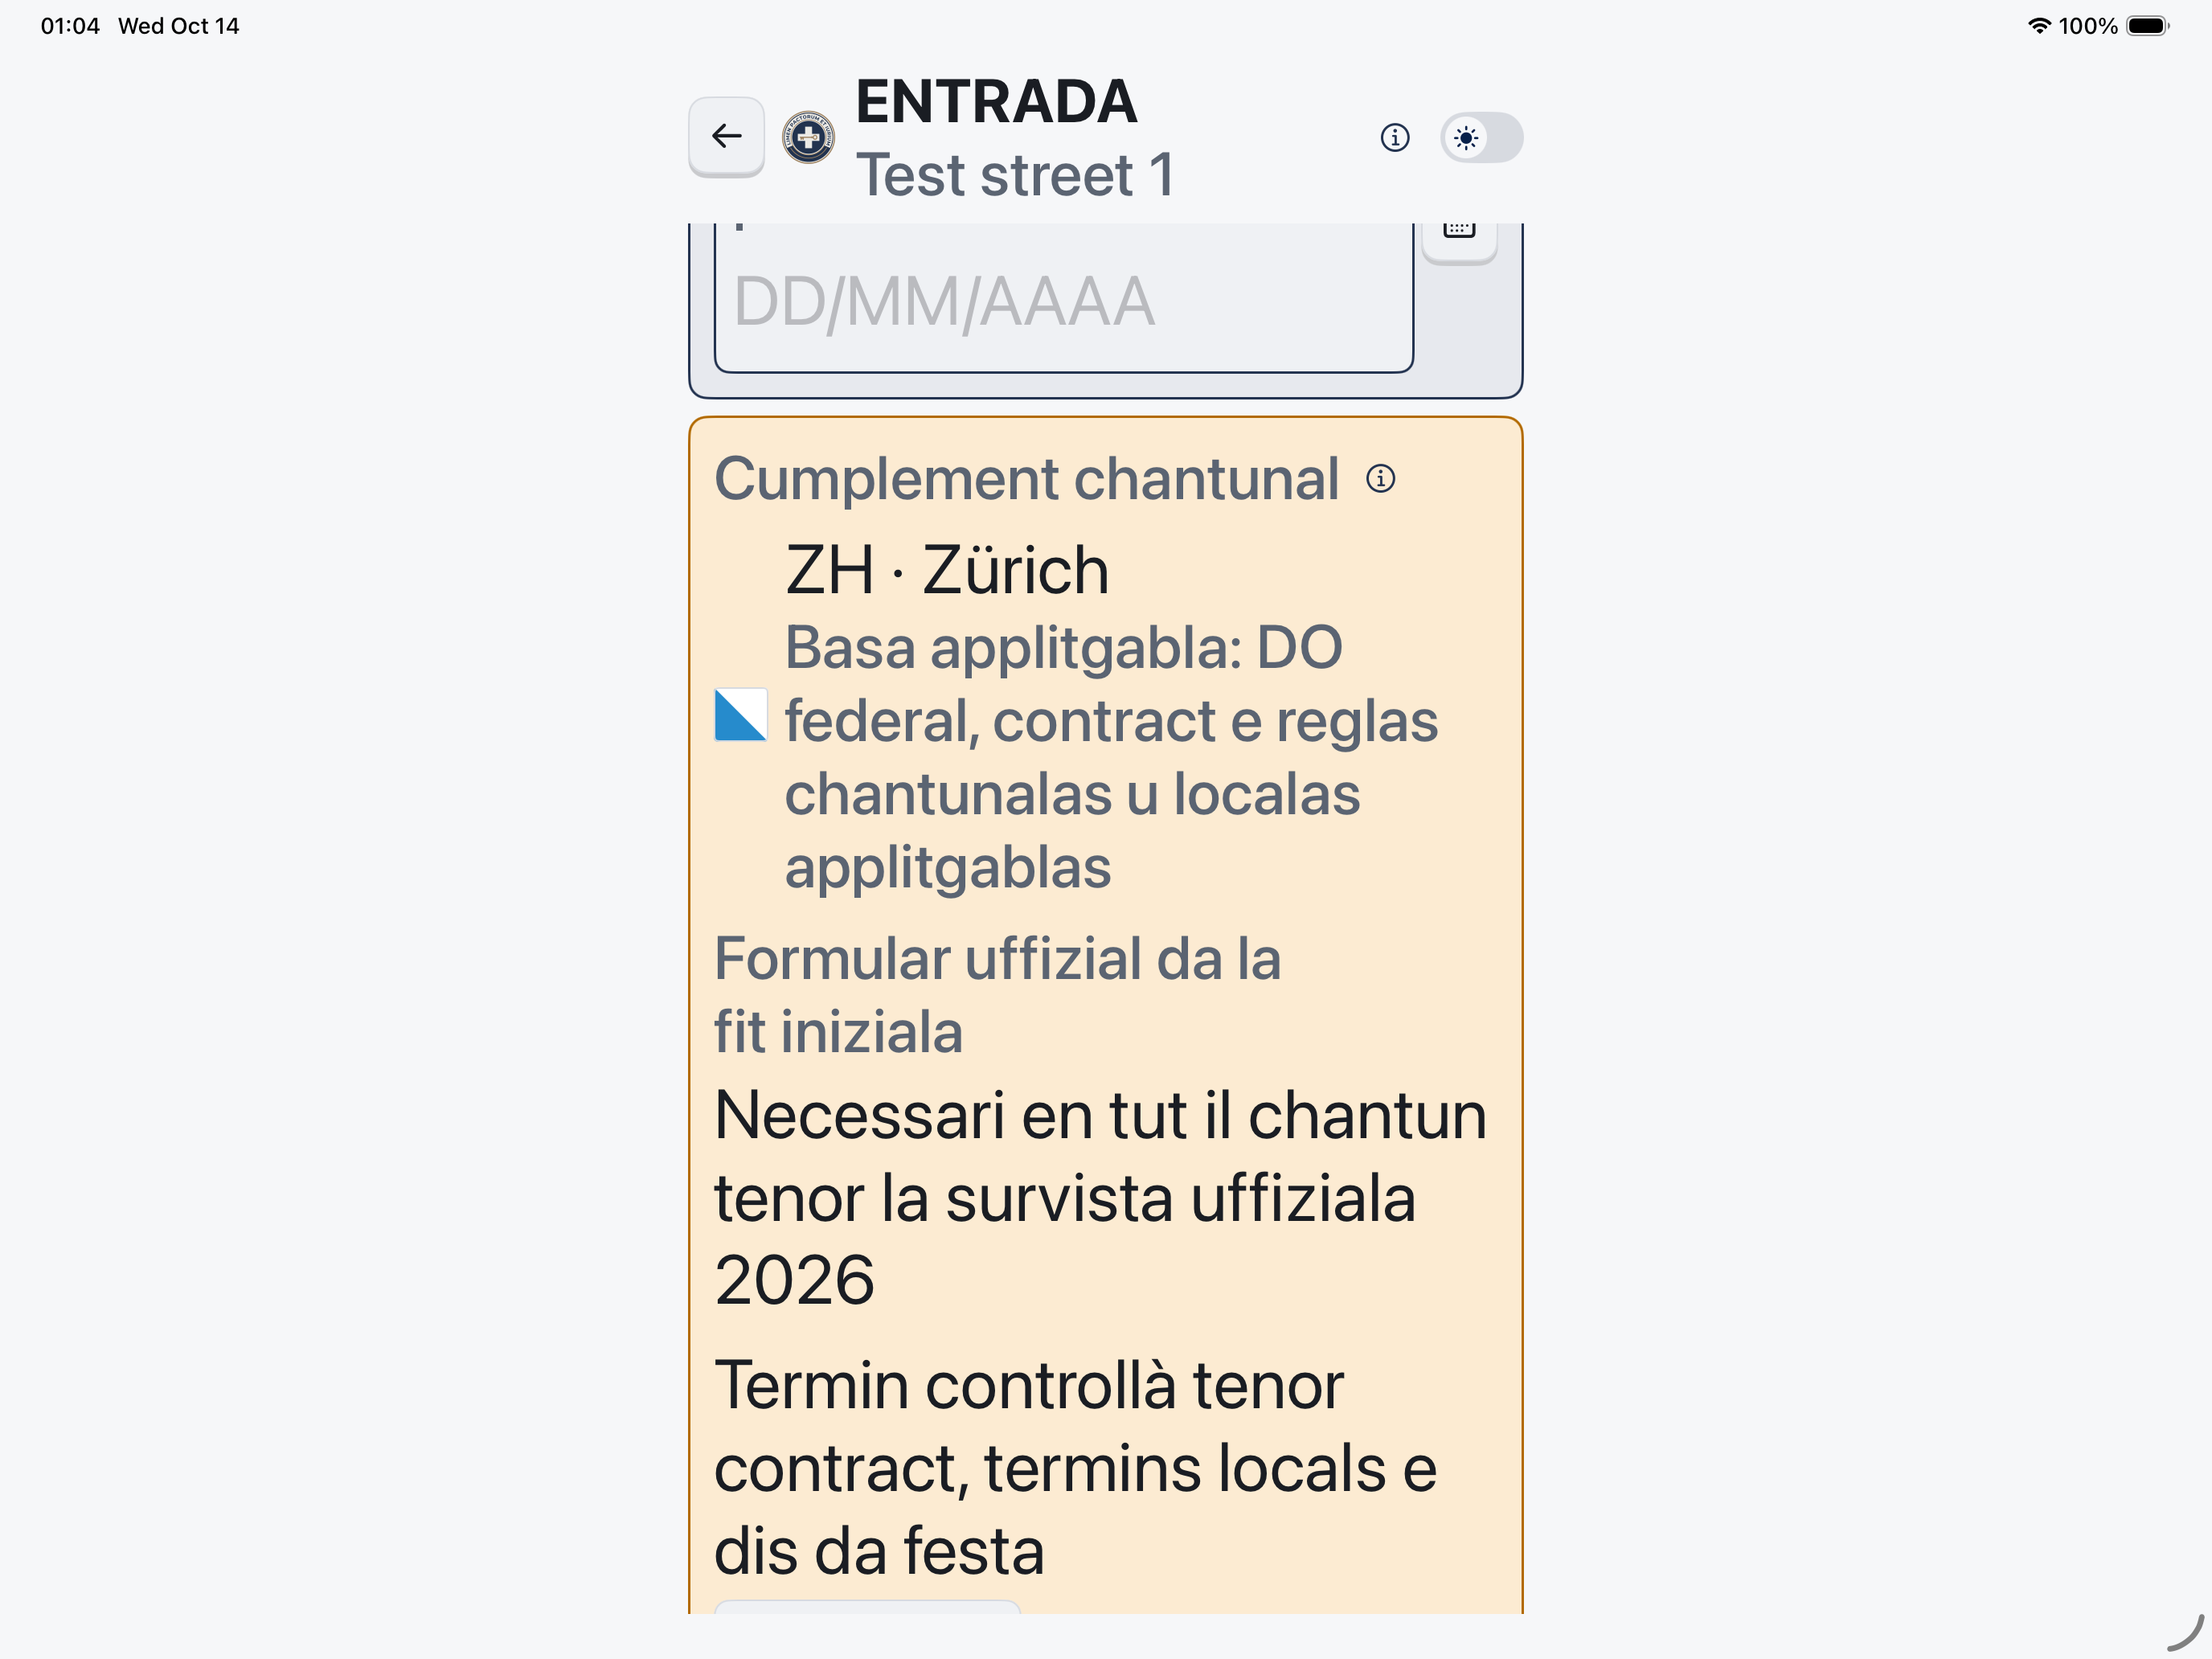 01:04 Wed Oct 14
100%
ENTRADA
Test street 1
DD/MM/AAAA
Cumplement chantunal
ZH · Zürich
Basa applitgabla: DO
federal, contract e reglas
chantunalas u localas
applitgablas
Formular uffizial da la
fit iniziala
Necessari en tut il chantun
tenor la survista uffiziala
2026
Termin controllà tenor
contract, termins locals e
dis da festa